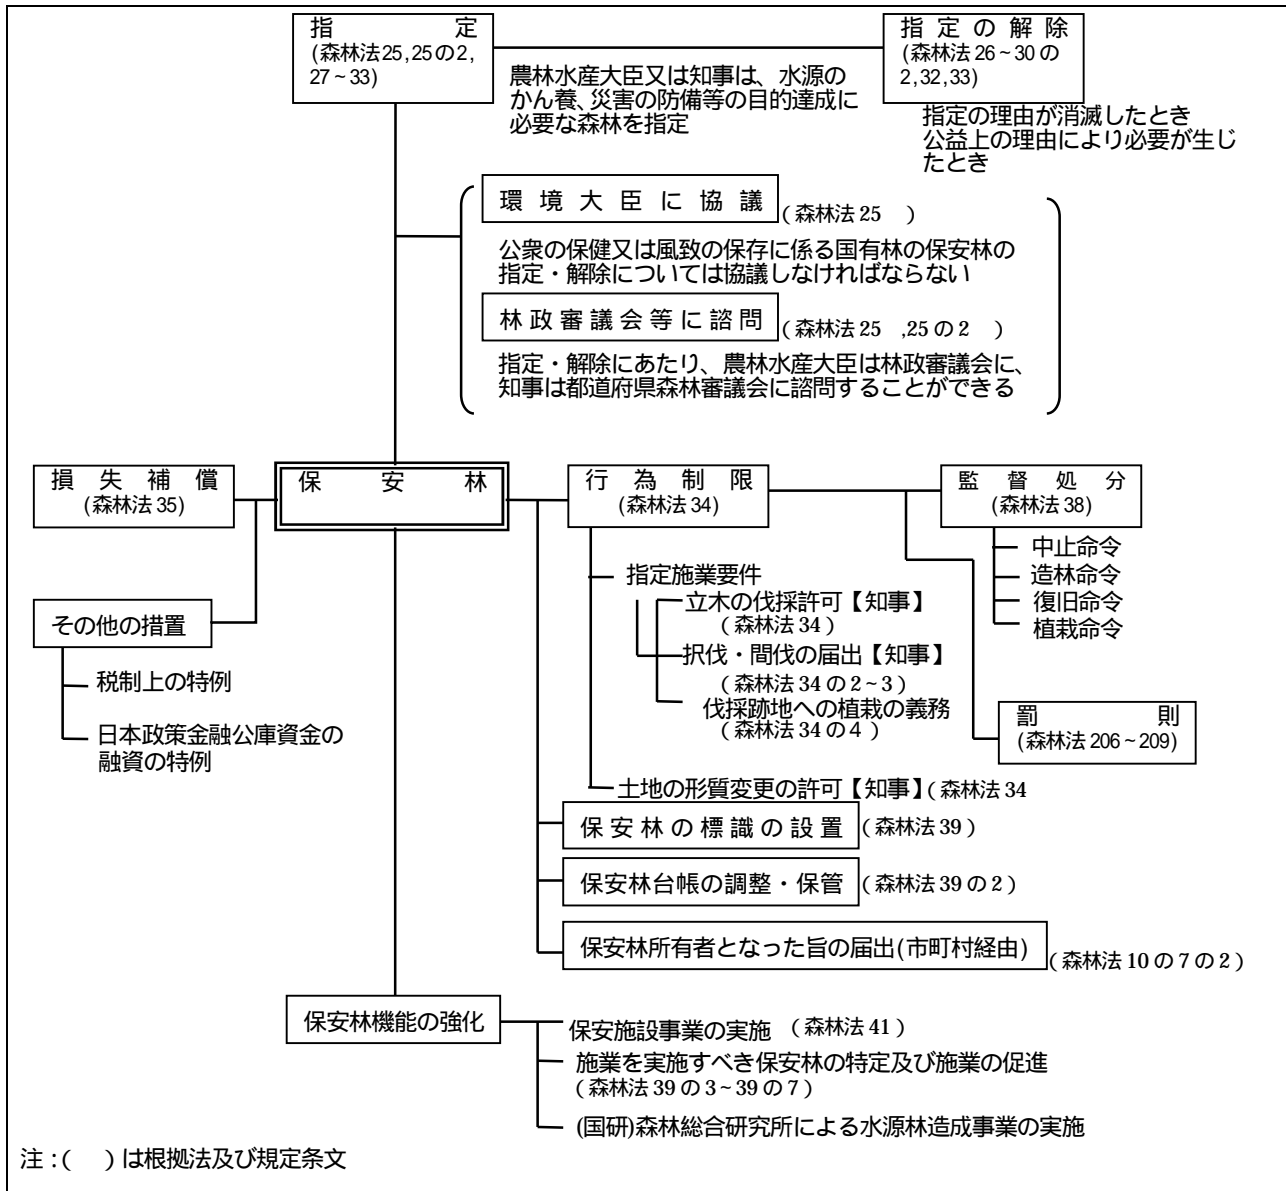 指定
(森林法25,25の2,
27～33)
指定の解除
(森林法26～30の
2,32,33)
農林水産大臣又は知事は、水源の
かん養、災害の防備等の目的達成に
必要な森林を指定
指定の理由が消滅したとき
公益上の理由により必要が生じ
たとき
環境大臣に協議
(森林法25　)
公衆の保健又は風致の保存に係る国有林の保安林の
指定・解除については協議しなければならない
林政審議会等に諮問
(森林法25　,25の2　)
指定・解除にあたり、農林水産大臣は林政審議会に、
知事は都道府県森林審議会に諮問することができる
損失補償
(森林法35)
保安林
行為制限
(森林法34)
監督処分
(森林法38)
中止命令
造林命令
復旧命令
植栽命令
指定施業要件
立木の伐採許可【知事】
(森林法34)
択伐・間伐の届出【知事】
(森林法34の2～3)
伐採跡地への植栽の義務
(森林法34の4)
土地の形質変更の許可【知事】(森林法34
罰則
(森林法206～209)
その他の措置
税制上の特例
日本政策金融公庫資金の
融資の特例
保安林の標識の設置
(森林法39)
保安林台帳の調整・保管
(森林法39の2)
保安林所有者となった旨の届出(市町村経由)
(森林法10の7の2)
保安林機能の強化
保安施設事業の実施　(森林法41)
施業を実施すべき保安林の特定及び施業の促進
(森林法39の3～39の7)
(国研)森林総合研究所による水源林造成事業の実施
注：(　)は根拠法及び規定条文